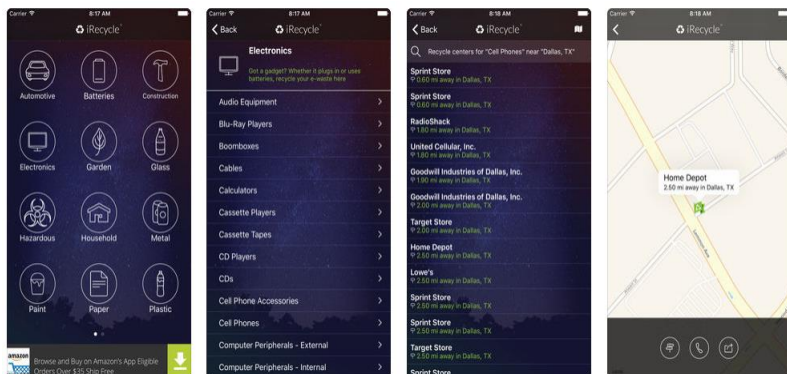 Carrier 8:17 AM
iRecycle
Automotive Batteries Construction
Electronics Garden Glass
Hazardous Household Metal
Paint Paper Plastic
amazon
Browse and Buy on Amazon's App Eligible
Orders Over $35 Ship Free
Carrier 8:17 AM
Back iRecycle
Electronics
Got a gadget? Whether it plugs in or uses
batteries, recycle your e-waste here
Audio Equipment
Blu-Ray Players
Boomboxes
Cables
Calculators
Cassette Players
Cassette Tapes
CD Players
CDs
Cell Phone Accessories
Cell Phones
Computer Peripherals - External
Computer Peripherals - Internal
Carrier 8:18 AM
Back iRecycle
Recycle centers for "Cell Phones" near "Dallas, TX"
Sprint Store
0.60 mi away in Dallas, TX
Sprint Store
0.60 mi away in Dallas, TX
RadioShack
1.80 mi away in Dallas, TX
United Cellular, Inc.
1.80 mi away in Dallas, TX
Goodwill Industries of Dallas, Inc.
1.90 mi away in Dallas, TX
Goodwill Industries of Dallas, Inc.
2.00 mi away in Dallas, TX
Target Store
2.00 mi away in Dallas, TX
Home Depot
2.50 mi away in Dallas, TX
Lowe's
2.50 mi away in Dallas, TX
Sprint Store
2.50 mi away in Dallas, TX
Sprint Store
2.50 mi away in Dallas, TX
Target Store
2.50 mi away in Dallas, TX
Sprint Store
Carrier 8:18 AM
iRecycle
Home Depot
2.50 mi away in Dallas, TX